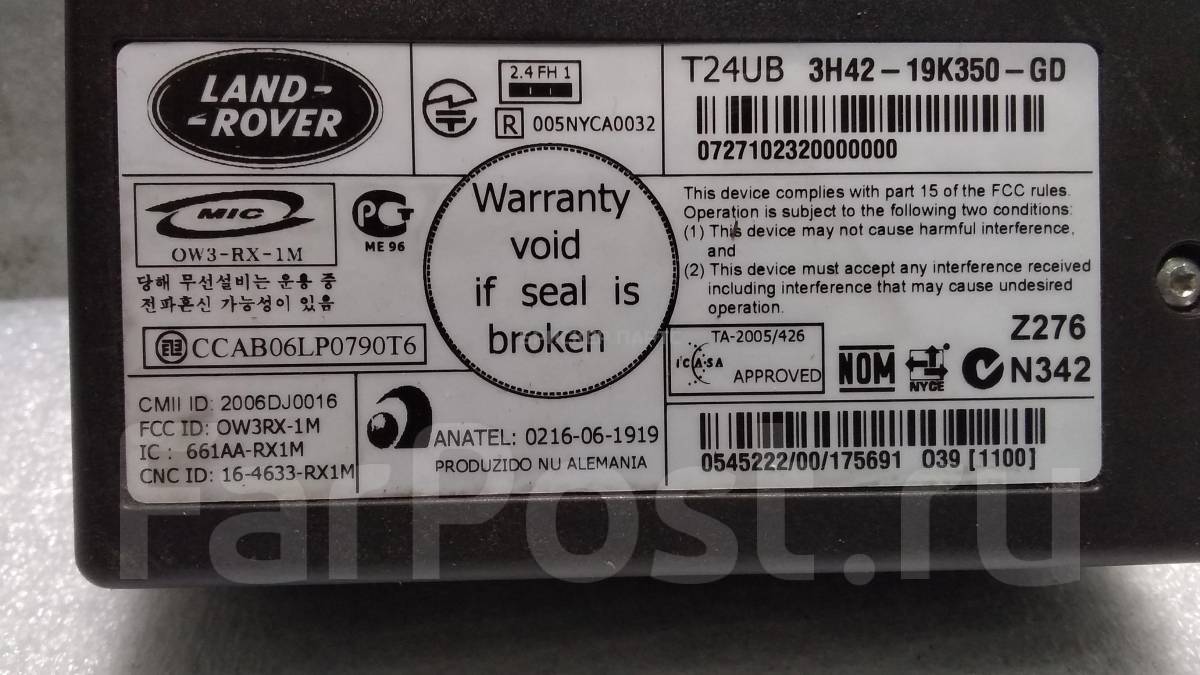 LAND-
-ROVER
2.4 FH 1
R 005NYCA0032
T24UB 3H42-19K350-GD
0727102320000000
MIC
OW3-RX-1M
당해 무선설비는 운용 중
전파혼신 가능성이 있음
ME 96
Warranty
void
if seal is
broken
This device complies with part 15 of the FCC rules.
Operation is subject to the following two conditions:
(1) This device may not cause harmful interference,
and
(2) This device must accept any interference received
including interference that may cause undesired
operation.
CCAB06LP0790T6
TA-2005/426
ICASA
APPROVED
NOM
NYCE
Z276
N342
CMII ID: 2006DJ0016
FCC ID: OW3RX-1M
IC : 661AA-RX1M
CNC ID: 16-4633-RX1M
ANATEL: 0216-06-1919
PRODUZIDO NU ALEMANIA
0545222/00/175691 039 [1100]
FarPost.ru